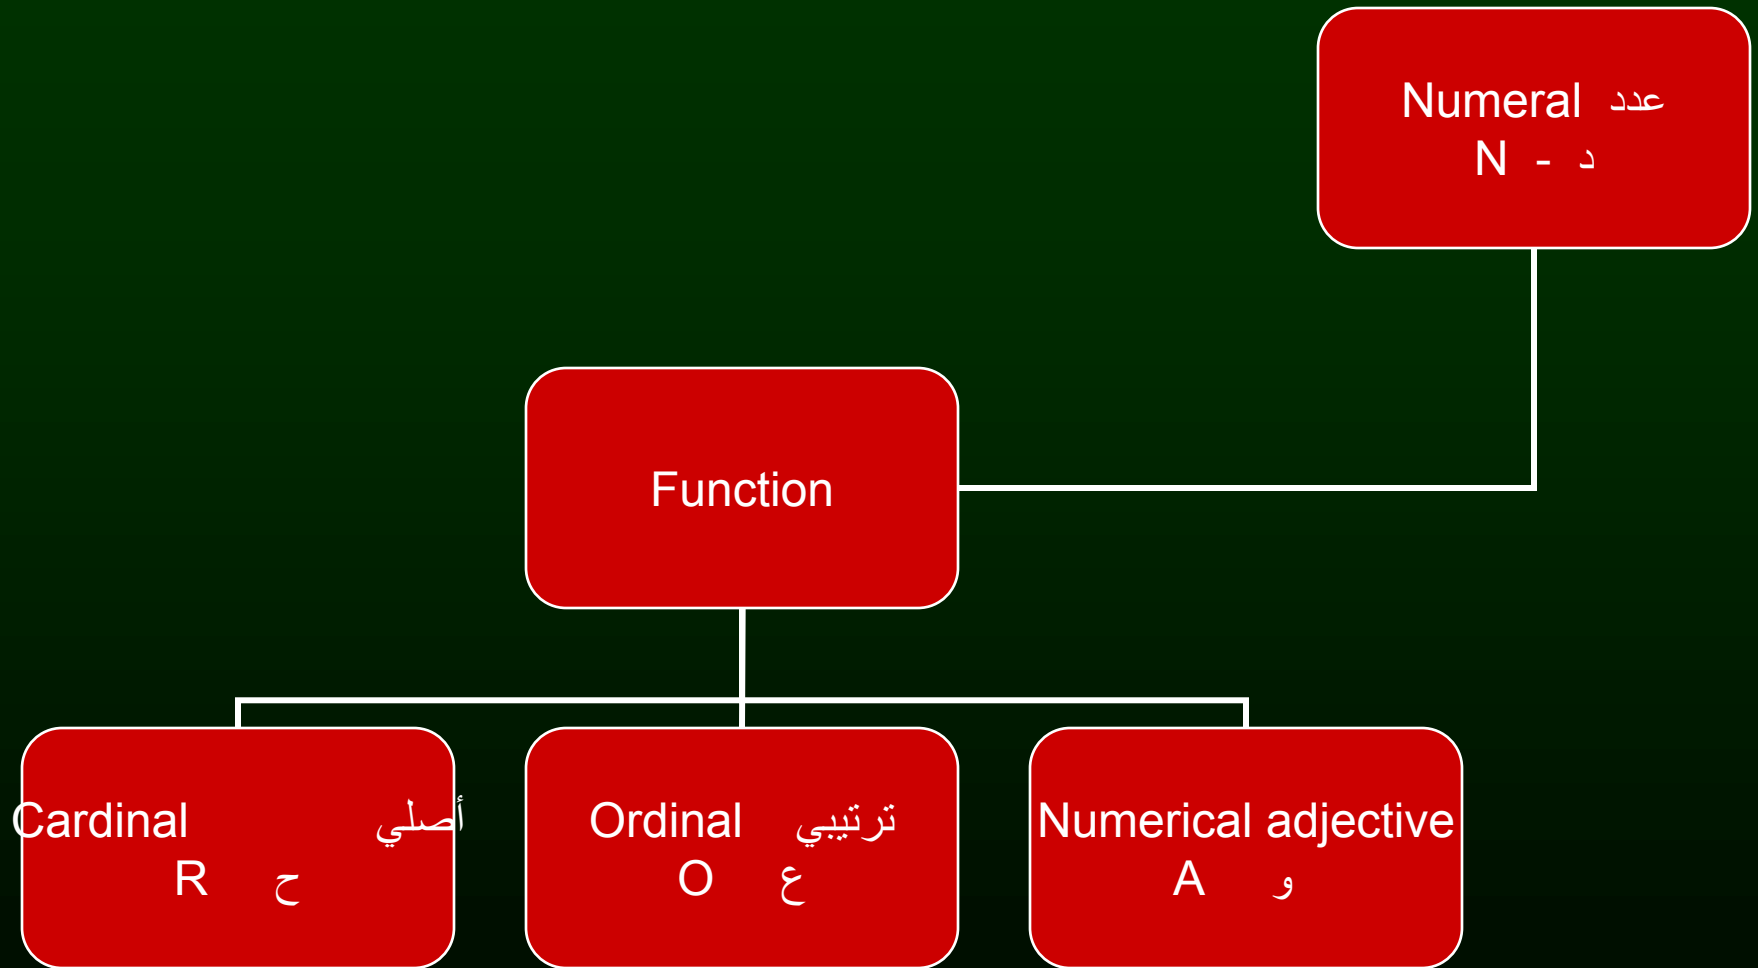 Numeral عدد
N - د
Function
Cardinal أصلي
R ح
Ordinal ترتيبي
O ع
Numerical adjective
A و